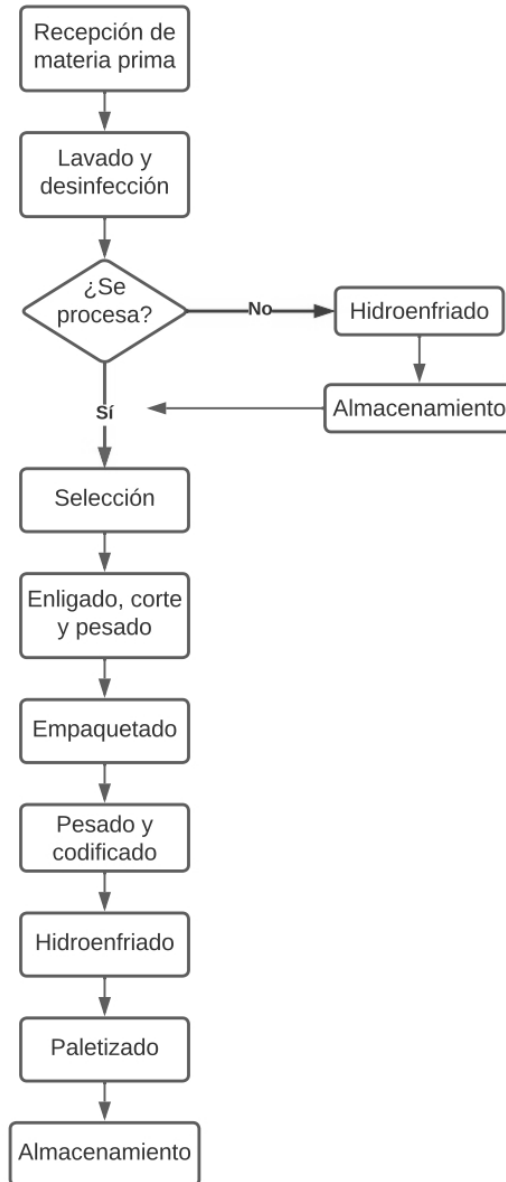 Recepción de
materia prima
Lavado y
desinfección
¿Se
procesa?
No
Hidroenfriado
Almacenamiento
Sí
Selección
Enligado, corte
y pesado
Empaquetado
Pesado y
codificado
Hidroenfriado
Paletizado
Almacenamiento